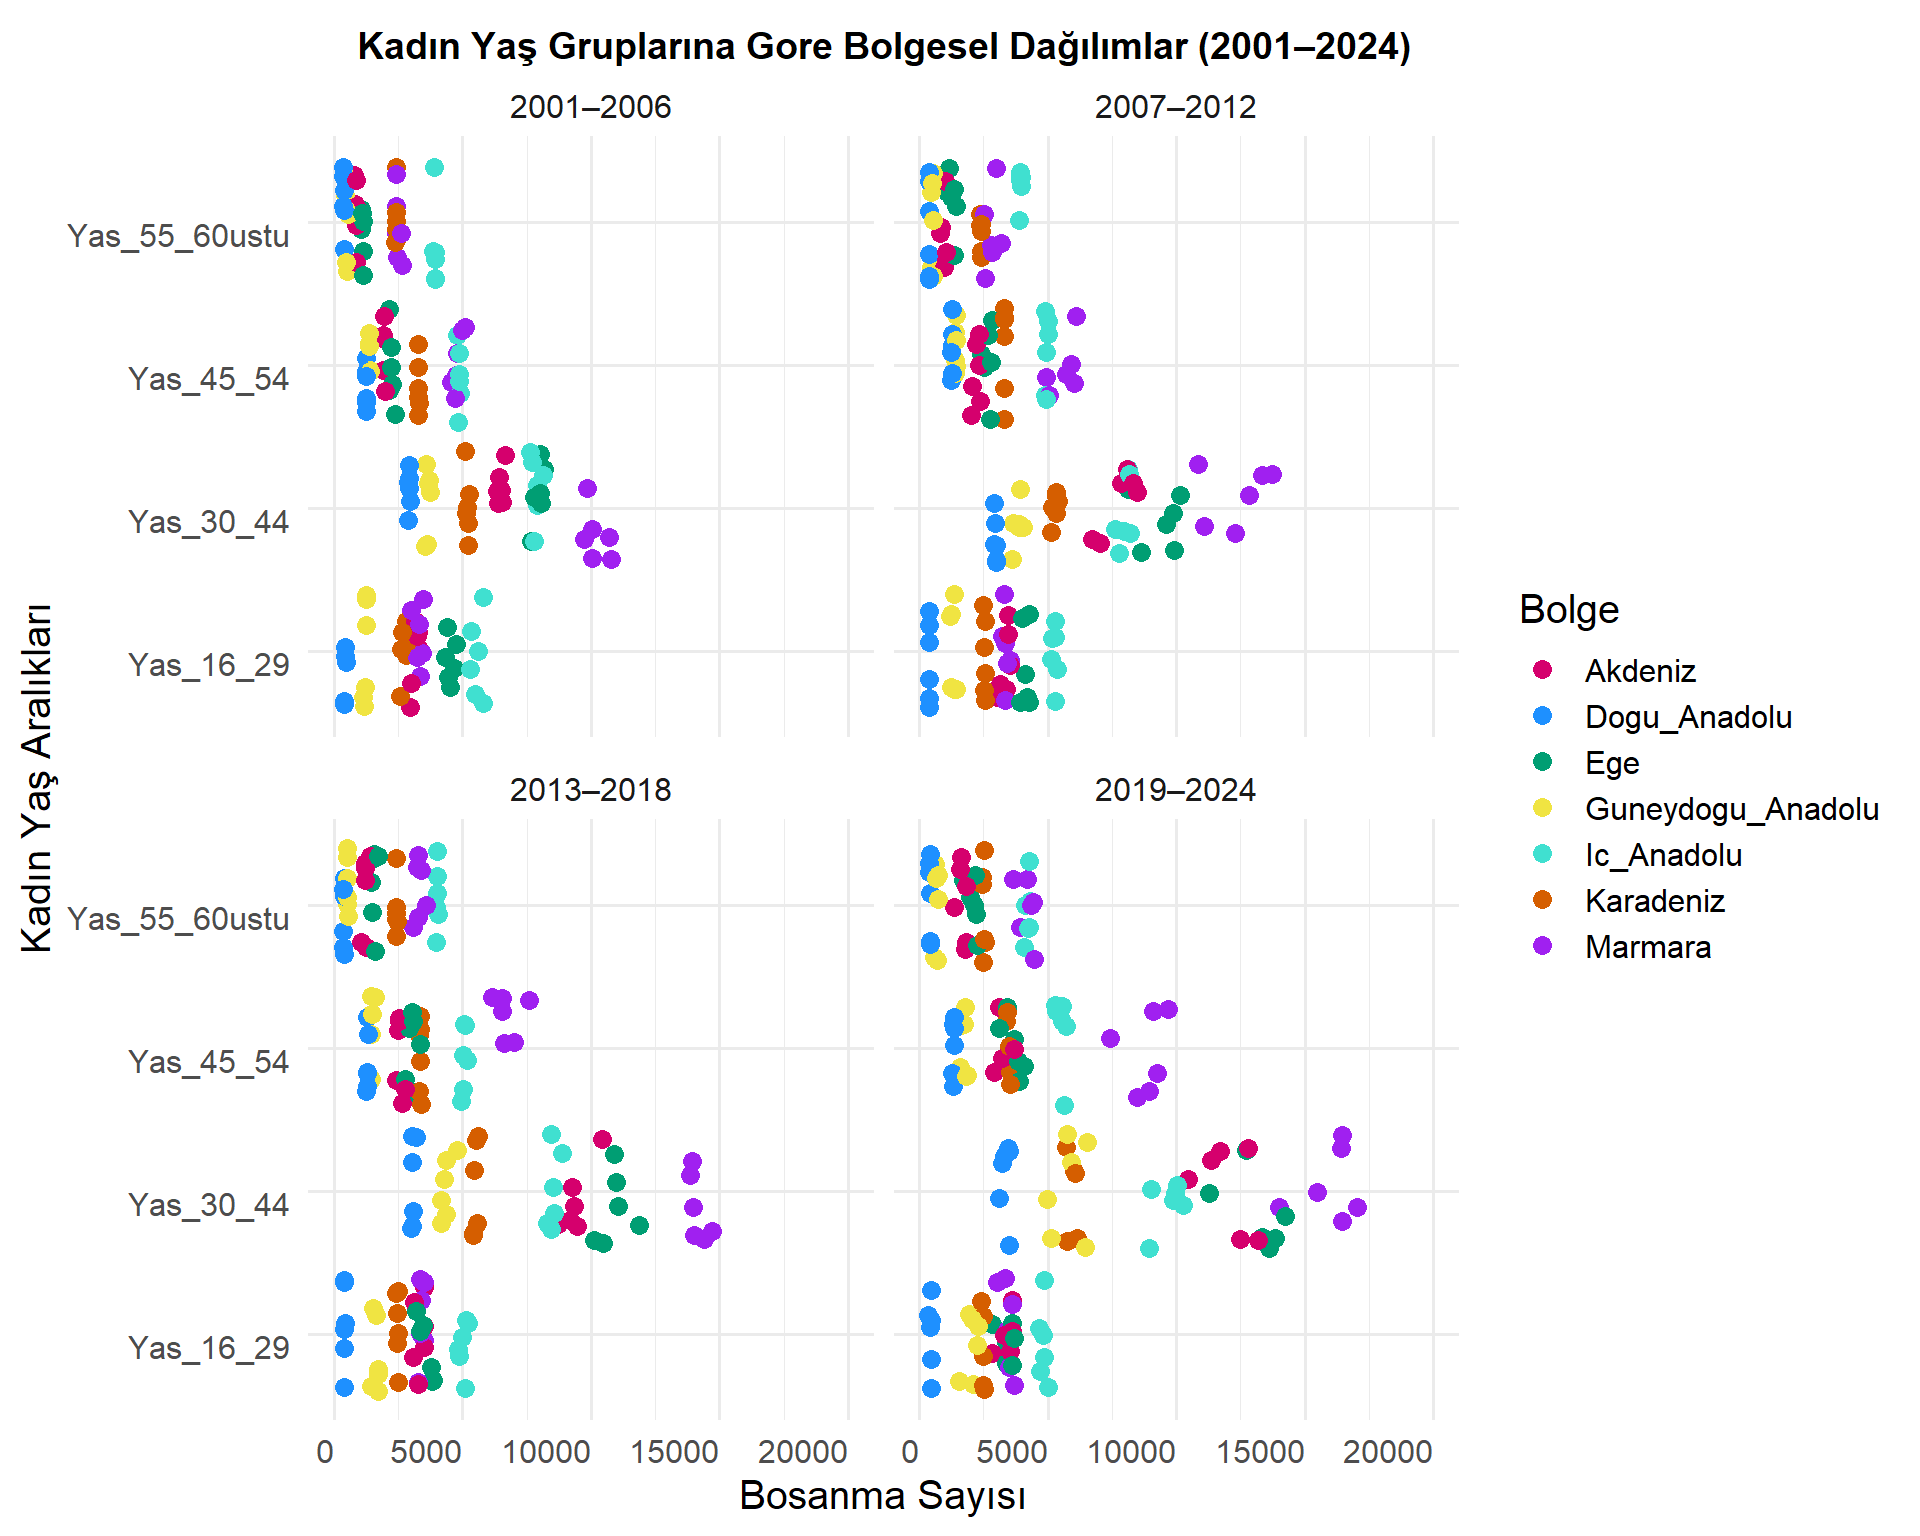 Kadın Yaş Gruplarına Gore Bolgesel Dağılımlar (2001–2024)
2001–2006
2007–2012
Yas_55_60ustu
Yas_45_54
Yas_30_44
Yas_16_29
2013–2018
2019–2024
Yas_55_60ustu
Yas_45_54
Yas_30_44
Yas_16_29
0 5000 10000 15000 20000
0 5000 10000 15000 20000
Bosanma Sayısı
Kadın Yaş Aralıkları
Bolge
Akdeniz
Dogu_Anadolu
Ege
Guneydogu_Anadolu
Ic_Anadolu
Karadeniz
Marmara